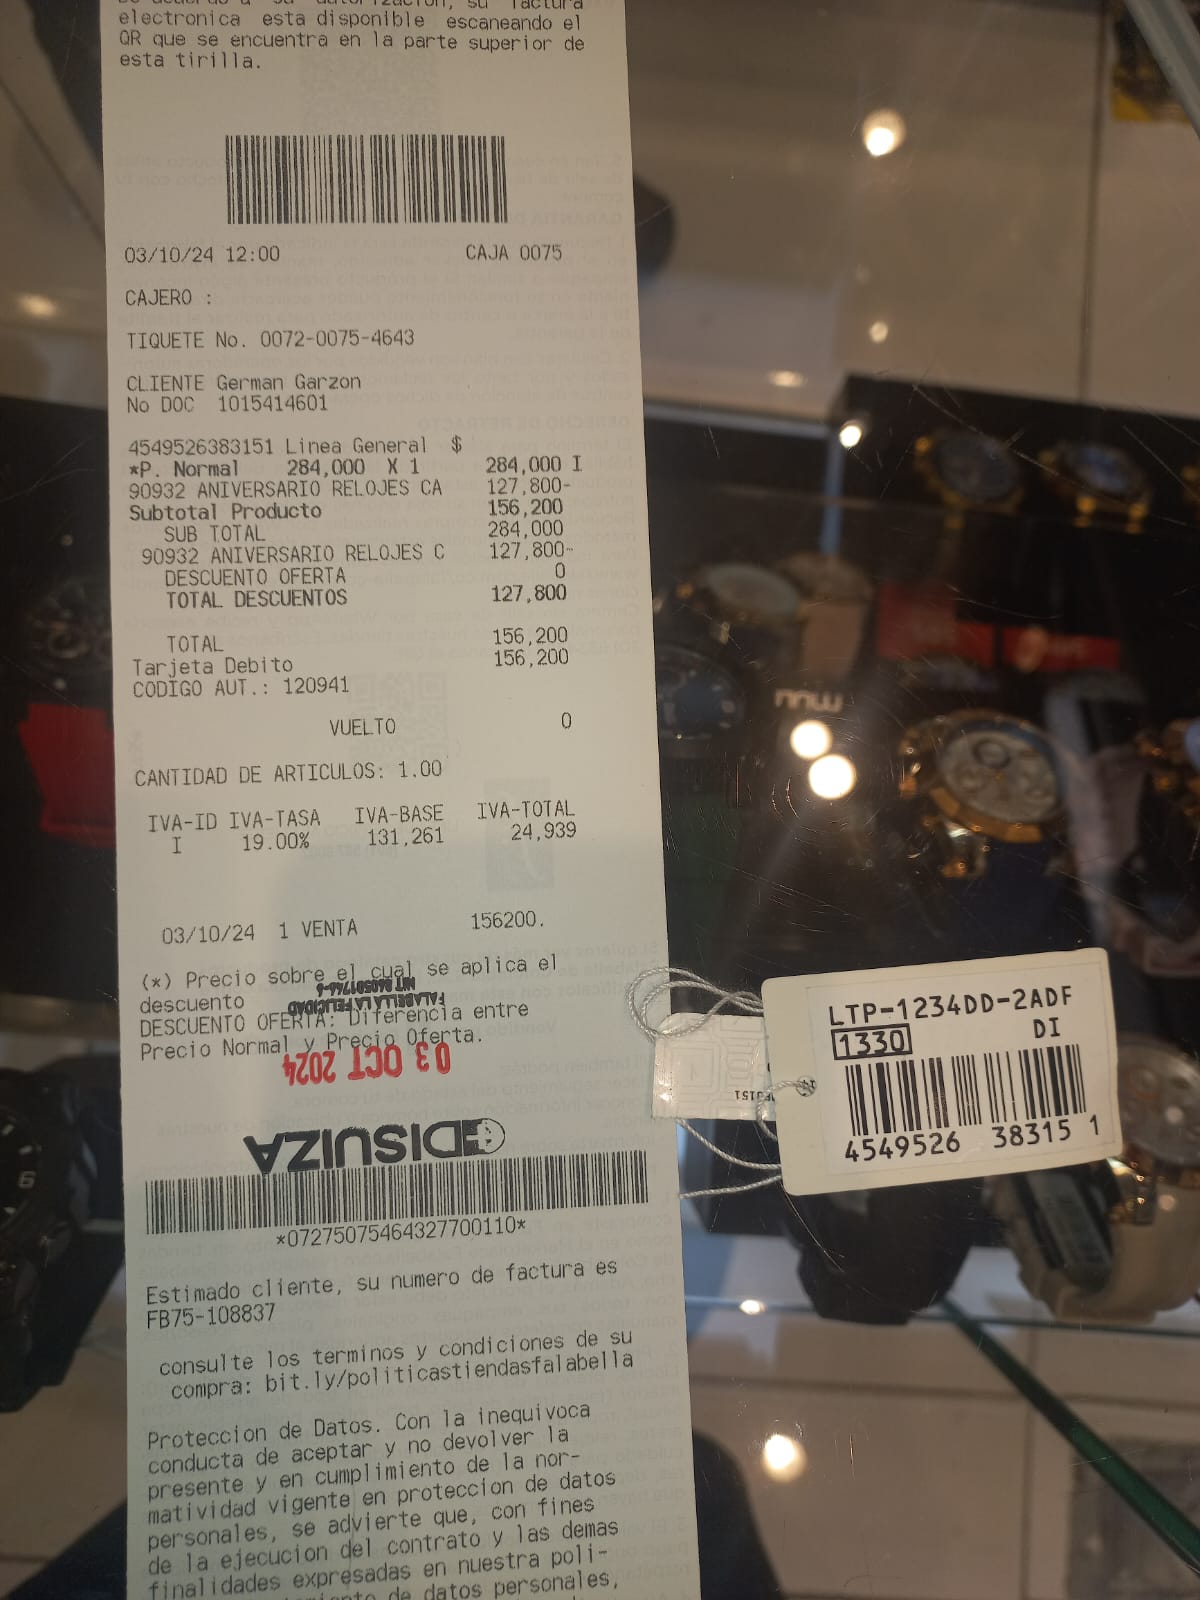 electronica esta disponible escaneando el
QR que se encuentra en la parte superior de
esta tirilla.
03/10/24 12:00 CAJA 0075
CAJERO :
TIQUETE No. 0072-0075-4643
CLIENTE German Garzon
No DOC 1015414601
4549526383151 Linea General $
*P. Normal 284,000 X 1 284,000 I
90932 ANIVERSARIO RELOJES CA 127,800-
Subtotal Producto 156,200
SUB TOTAL 284,000
90932 ANIVERSARIO RELOJES C 127,800-
DESCUENTO OFERTA 0
TOTAL DESCUENTOS 127,800
TOTAL 156,200
Tarjeta Debito 156,200
CODIGO AUT.: 120941
VUELTO 0
CANTIDAD DE ARTICULOS: 1.00
IVA-ID IVA-TASA IVA-BASE IVA-TOTAL
I 19.00% 131,261 24,939
03/10/24 1 VENTA 156200.
(*) Precio sobre el cual se aplica el
descuento
DESCUENTO OFERTA: Diferencia entre
Precio Normal y Precio Oferta.
FALABELLA LA FELICIDAD
03 OCT 2024
DISUIZA
*07275075464327700110*
Estimado cliente, su numero de factura es
FB75-108837
consulte los terminos y condiciones de su
compra: bit.ly/politicastiendasfalabella
Proteccion de Datos. Con la inequivoca
conducta de aceptar y no devolver la
presente y en cumplimiento de la nor-
matividad vigente en proteccion de datos
personales, se advierte que, con fines
de la ejecucion del contrato y las demas
finalidades expresadas en nuestra poli-
de datos personales,
LTP-1234DD-2ADF
1330 DI
4549526 38315 1